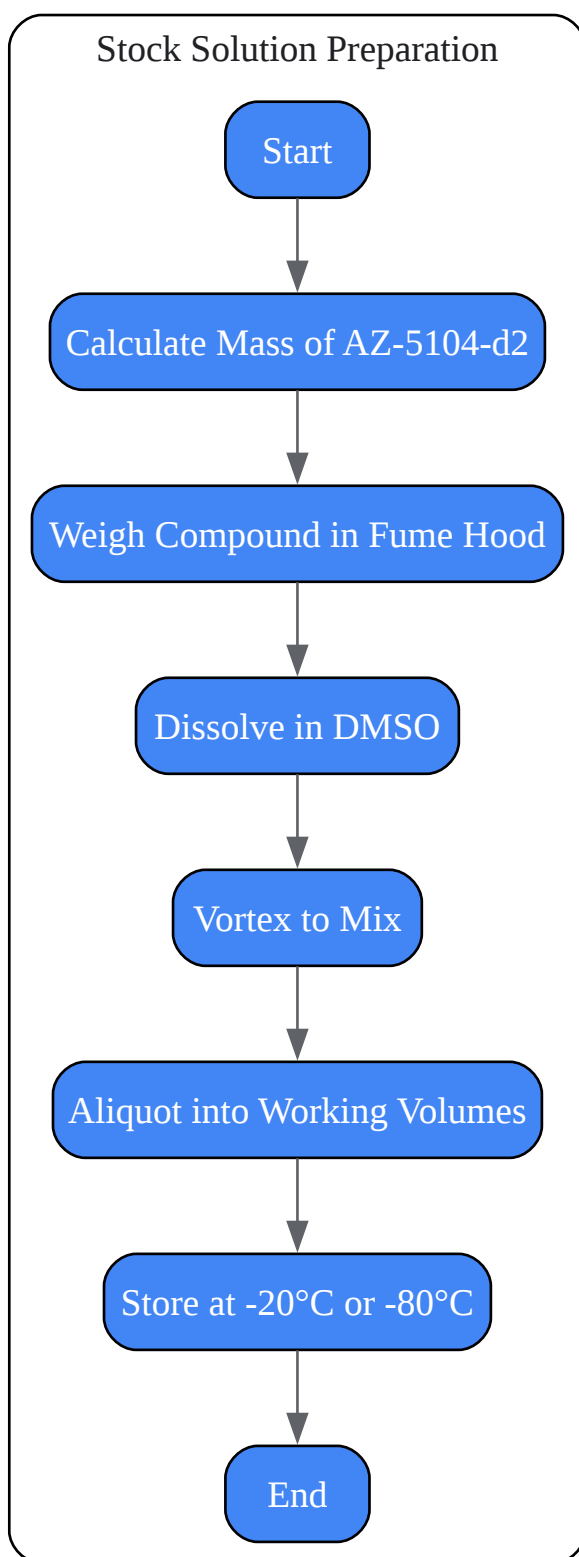 Stock Solution Preparation
Start
Calculate Mass of AZ-5104-d2
Weigh Compound in Fume Hood
Dissolve in DMSO
Vortex to Mix
Aliquot into Working Volumes
Store at -20°C or -80°C
End